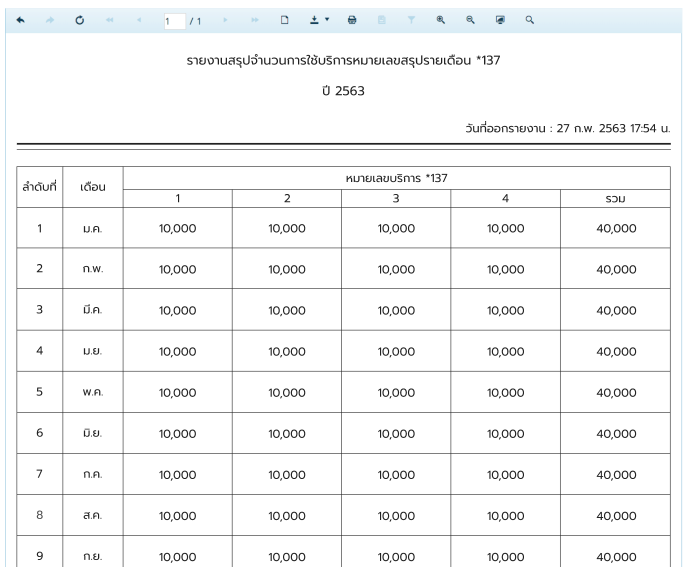 1 / 1
รายงานสรุปจำนวนการใช้บริการหมายเลขสรุปรายเดือน *137
ปี 2563
วันที่ออกรายงาน : 27 ก.พ. 2563 17:54 น.
ลำดับที่ เดือน หมายเลขบริการ *137
1 2 3 4 รวม
1 ม.ค. 10,000 10,000 10,000 10,000 40,000
2 ก.พ. 10,000 10,000 10,000 10,000 40,000
3 มี.ค. 10,000 10,000 10,000 10,000 40,000
4 ม.ย. 10,000 10,000 10,000 10,000 40,000
5 พ.ค. 10,000 10,000 10,000 10,000 40,000
6 มิ.ย. 10,000 10,000 10,000 10,000 40,000
7 ก.ค. 10,000 10,000 10,000 10,000 40,000
8 ส.ค. 10,000 10,000 10,000 10,000 40,000
9 ก.ย. 10,000 10,000 10,000 10,000 40,000